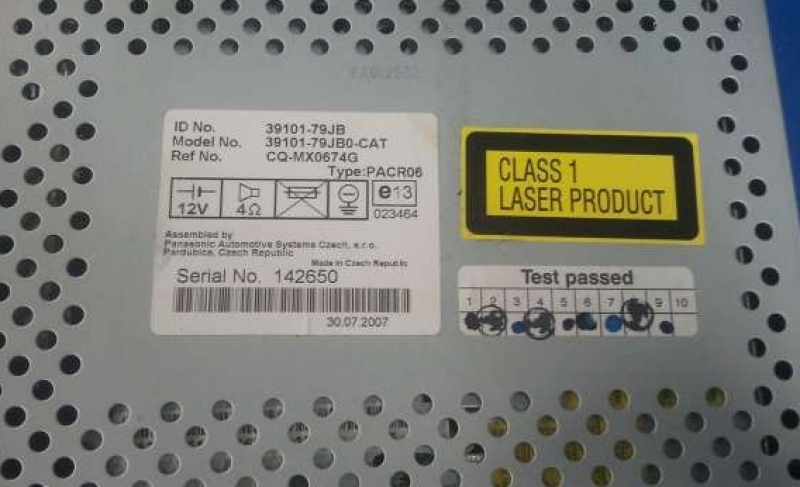 ID No. 39101-79JB
Model No. 39101-79JB0-CAT
Ref No. CQ-MX0674G
Type:PACR06
12V 4Ω e13
023464
Assembled by
Panasonic Automotive Systems Czech, s.r.o.
Pardubice, Czech Republic
Made in Czech Republic
Serial No. 142650
30.07.2007
CLASS 1
LASER PRODUCT
Test passed
1 2 3 4 5 6 7 9 10